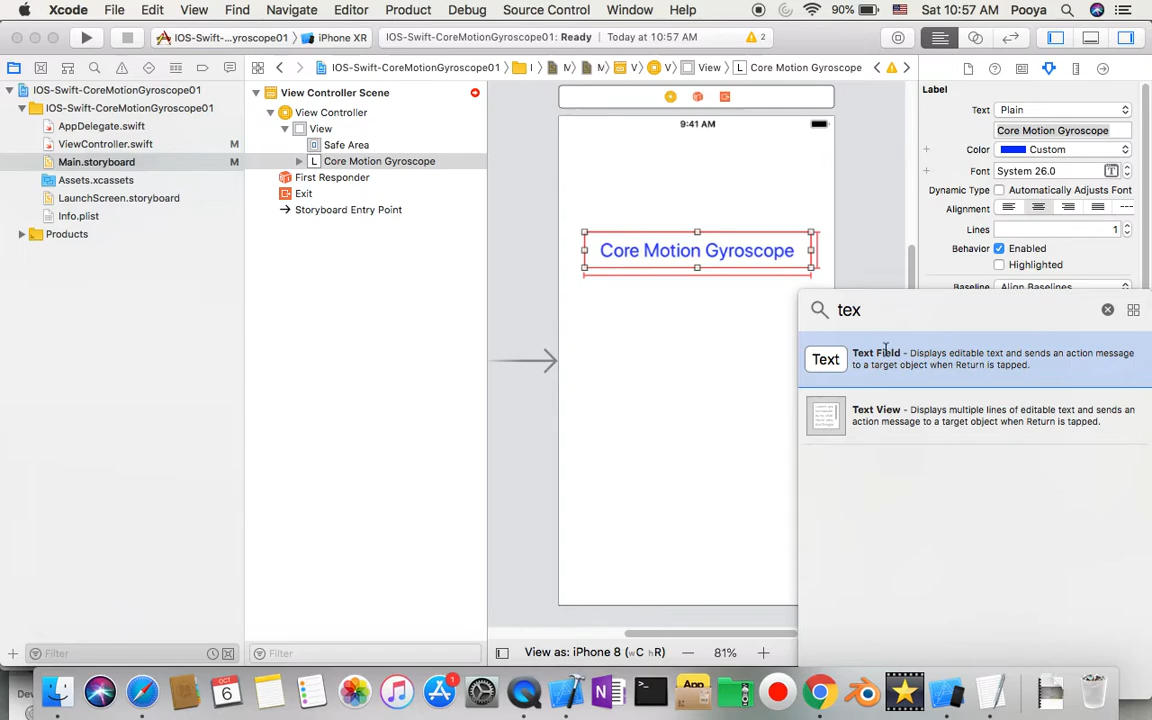 Xcode File Edit View Find Navigate Editor Product Debug Source Control Window Help 90% Sat 10:57 AM Pooya
IOS-Swift-...yroscope01 iPhone XR IOS-Swift-CoreMotionGyroscope01: Ready Today at 10:57 AM 2
IOS-Swift-CoreMotionGyroscope01 I M M V V View L Core Motion Gyroscope
IOS-Swift-CoreMotionGyroscope01
IOS-Swift-CoreMotionGyroscope01
AppDelegate.swift
ViewController.swift M
Main.storyboard M
Assets.xcassets
LaunchScreen.storyboard
Info.plist
Products
Filter
View Controller Scene
View Controller
View
Safe Area
L Core Motion Gyroscope
First Responder
Exit
Storyboard Entry Point
Filter
9:41 AM
Core Motion Gyroscope
View as: iPhone 8 (wC hR) 81%
Label
Text Plain
Core Motion Gyroscope
Color Custom
Font System 26.0 T
Dynamic Type Automatically Adjusts Font
Alignment
Lines 1
Behavior Enabled
Highlighted
Baseline Align Baselines
tex
Text
Text Field - Displays editable text and sends an action message
to a target object when Return is tapped.
Text View - Displays multiple lines of editable text and sends an
action message to a target object when Return is tapped.
OCT
6
1